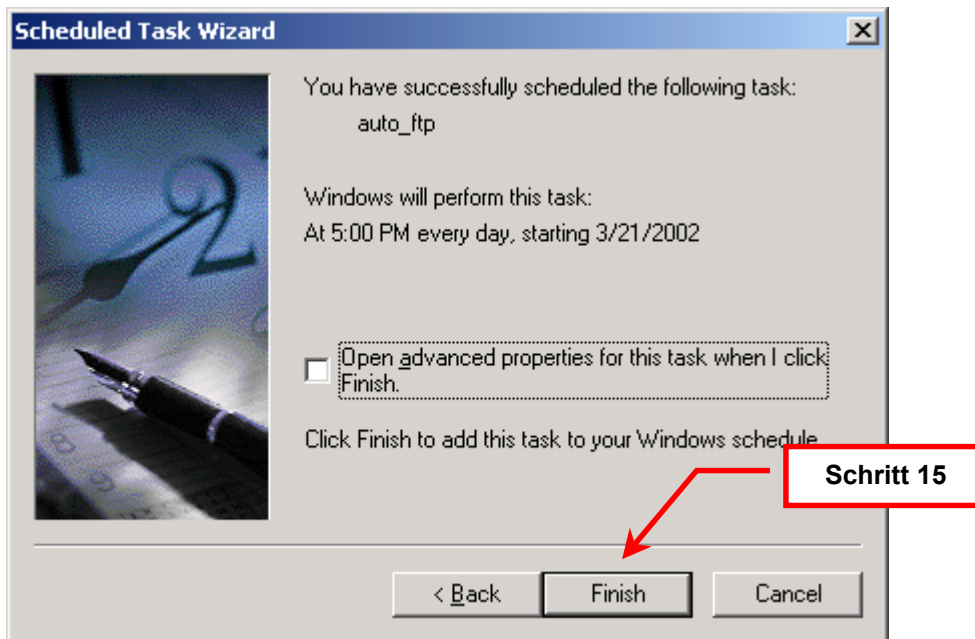 Scheduled Task Wizard
You have successfully scheduled the following task:
auto_ftp
Windows will perform this task:
At 5:00 PM every day, starting 3/21/2002
Open advanced properties for this task when I click
Finish.
Click Finish to add this task to your Windows schedule
Schritt 15
< Back
Finish
Cancel